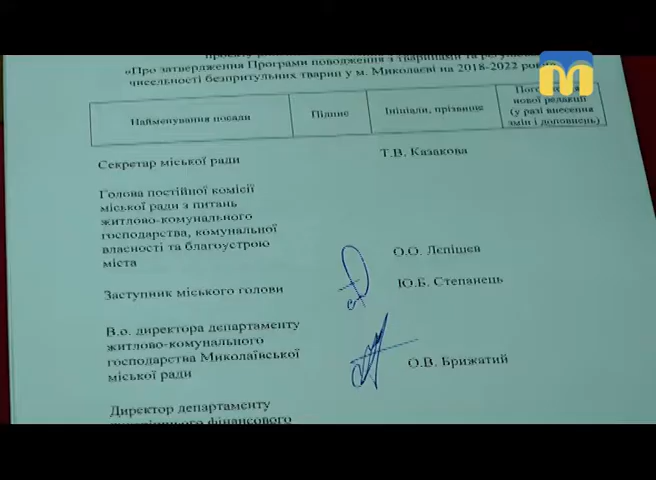 «Про затвердження Програми поводження з тваринами та
чисельності безпритульних тварин у м. Миколаєві на 2018-2022
Найменування посади
Підпис
Ініціали, прізвище
нової редакції
(у разі внесення
змін і доповнень)
Секретар міської ради
Т.В. Казакова
Голова постійної комісії
міської ради з питань
житлово-комунального
господарства, комунальної
власності та благоустрою
міста
О.О. Лєпішев
Заступник міського голови
Ю.Б. Степанець
В.о. директора департаменту
житлово-комунального
господарства Миколаївської
міської ради
О.В. Брижатий
Директор департаменту
фінансового